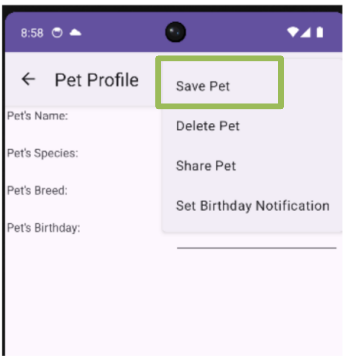 8:58
Pet Profile
Save Pet
Delete Pet
Share Pet
Set Birthday Notification
Pet's Name:
Pet's Species:
Pet's Breed:
Pet's Birthday: